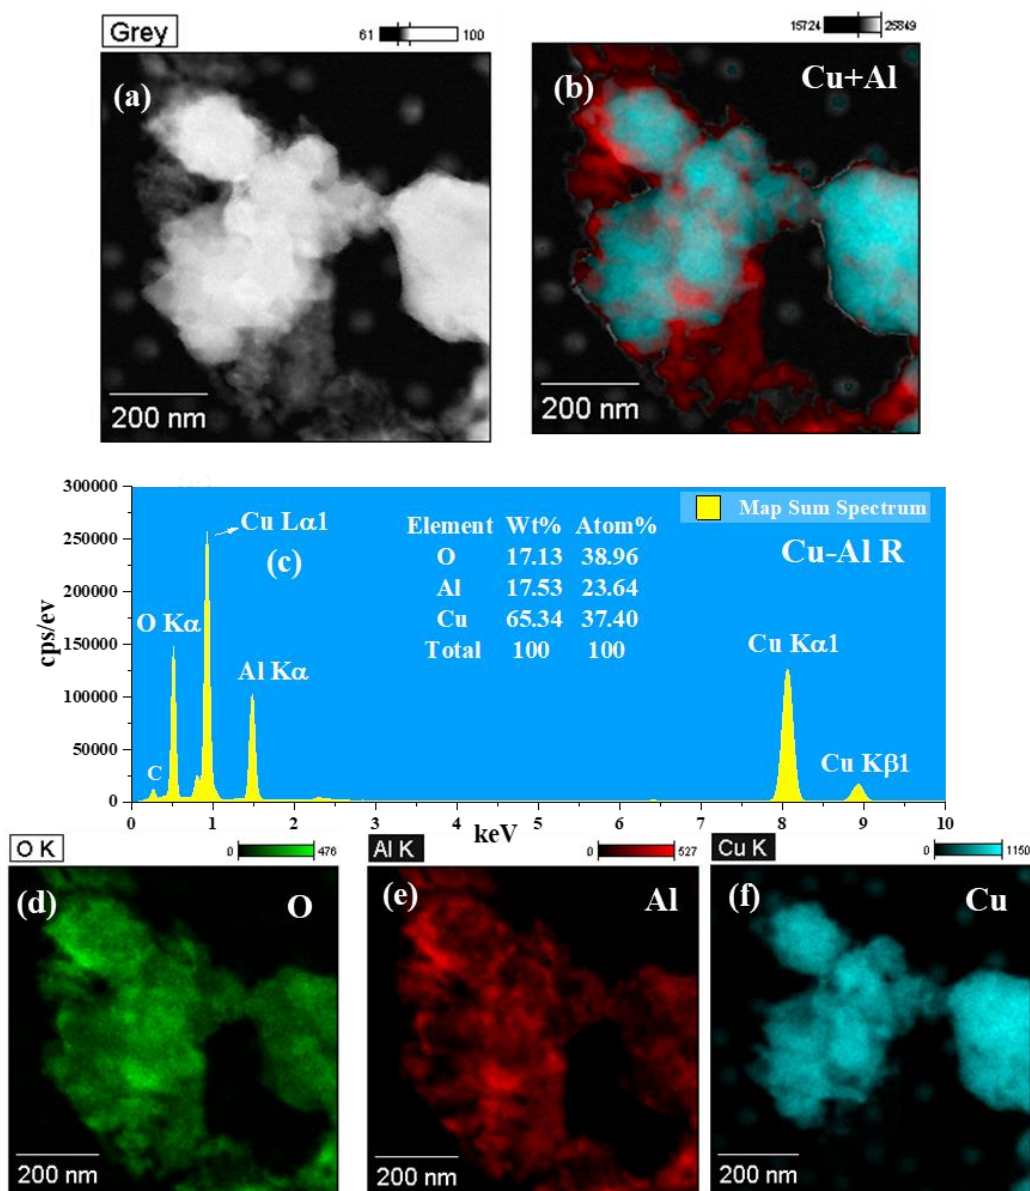 Grey
61
100
(a)
200 nm
15724
25849
(b)
Cu+Al
200 nm
300000
250000
200000
150000
100000
50000
0
cps/ev
Cu Lα1
(c)
O Kα
Al Kα
C
Element Wt% Atom%
O 17.13 38.96
Al 17.53 23.64
Cu 65.34 37.40
Total 100 100
Map Sum Spectrum
Cu-Al R
Cu Kα1
Cu Kβ1
0 1 2 3 4 5 6 7 8 9 10
keV
O K
0
476
(d)
O
200 nm
Al K
0
527
(e)
Al
200 nm
Cu K
0
1150
(f)
Cu
200 nm